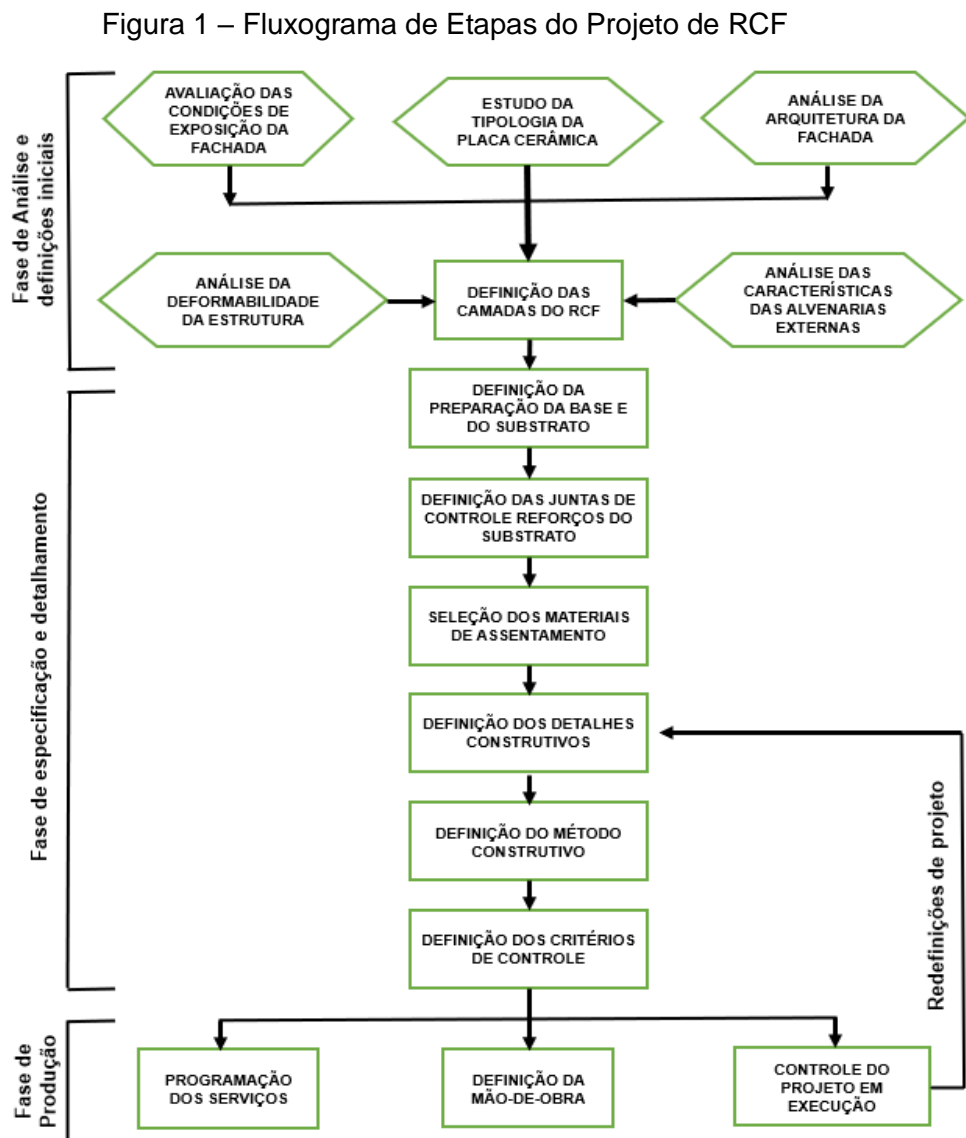 Figura 1 – Fluxograma de Etapas do Projeto de RCF
Fase de Análise e
definições iniciais
AVALIAÇÃO DAS
CONDIÇÕES DE
EXPOSIÇÃO DA
FACHADA
ESTUDO DA
TIPOLOGIA DA
PLACA CERÂMICA
ANÁLISE DA
ARQUITETURA DA
FACHADA
ANÁLISE DA
DEFORMABILIDADE
DA ESTRUTURA
DEFINIÇÃO DAS
CAMADAS DO RCF
ANÁLISE DAS
CARACTERÍSTICAS
DAS ALVENARIAS
EXTERNAS
Fase de especificação e detalhamento
DEFINIÇÃO DA
PREPARAÇÃO DA BASE E
DO SUBSTRATO
DEFINIÇÃO DAS JUNTAS DE
CONTROLE REFORÇOS DO
SUBSTRATO
SELEÇÃO DOS MATERIAIS
DE ASSENTAMENTO
DEFINIÇÃO DOS DETALHES
CONSTRUTIVOS
DEFINIÇÃO DO MÉTODO
CONSTRUTIVO
DEFINIÇÃO DOS CRITÉRIOS
DE CONTROLE
Redefinições de projeto
Fase de
Produção
PROGRAMAÇÃO
DOS SERVIÇOS
DEFINIÇÃO DA
MÃO-DE-OBRA
CONTROLE DO
PROJETO EM
EXECUÇÃO